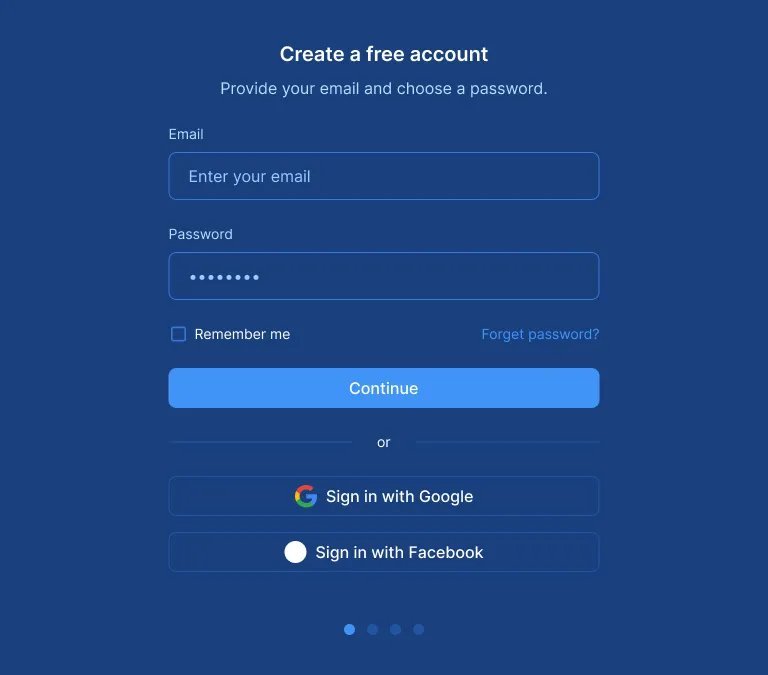 Create a free account
Provide your email and choose a password.
Email
Enter your email
Password
••••••••
Remember me
Forget password?
Continue
or
Sign in with Google
Sign in with Facebook